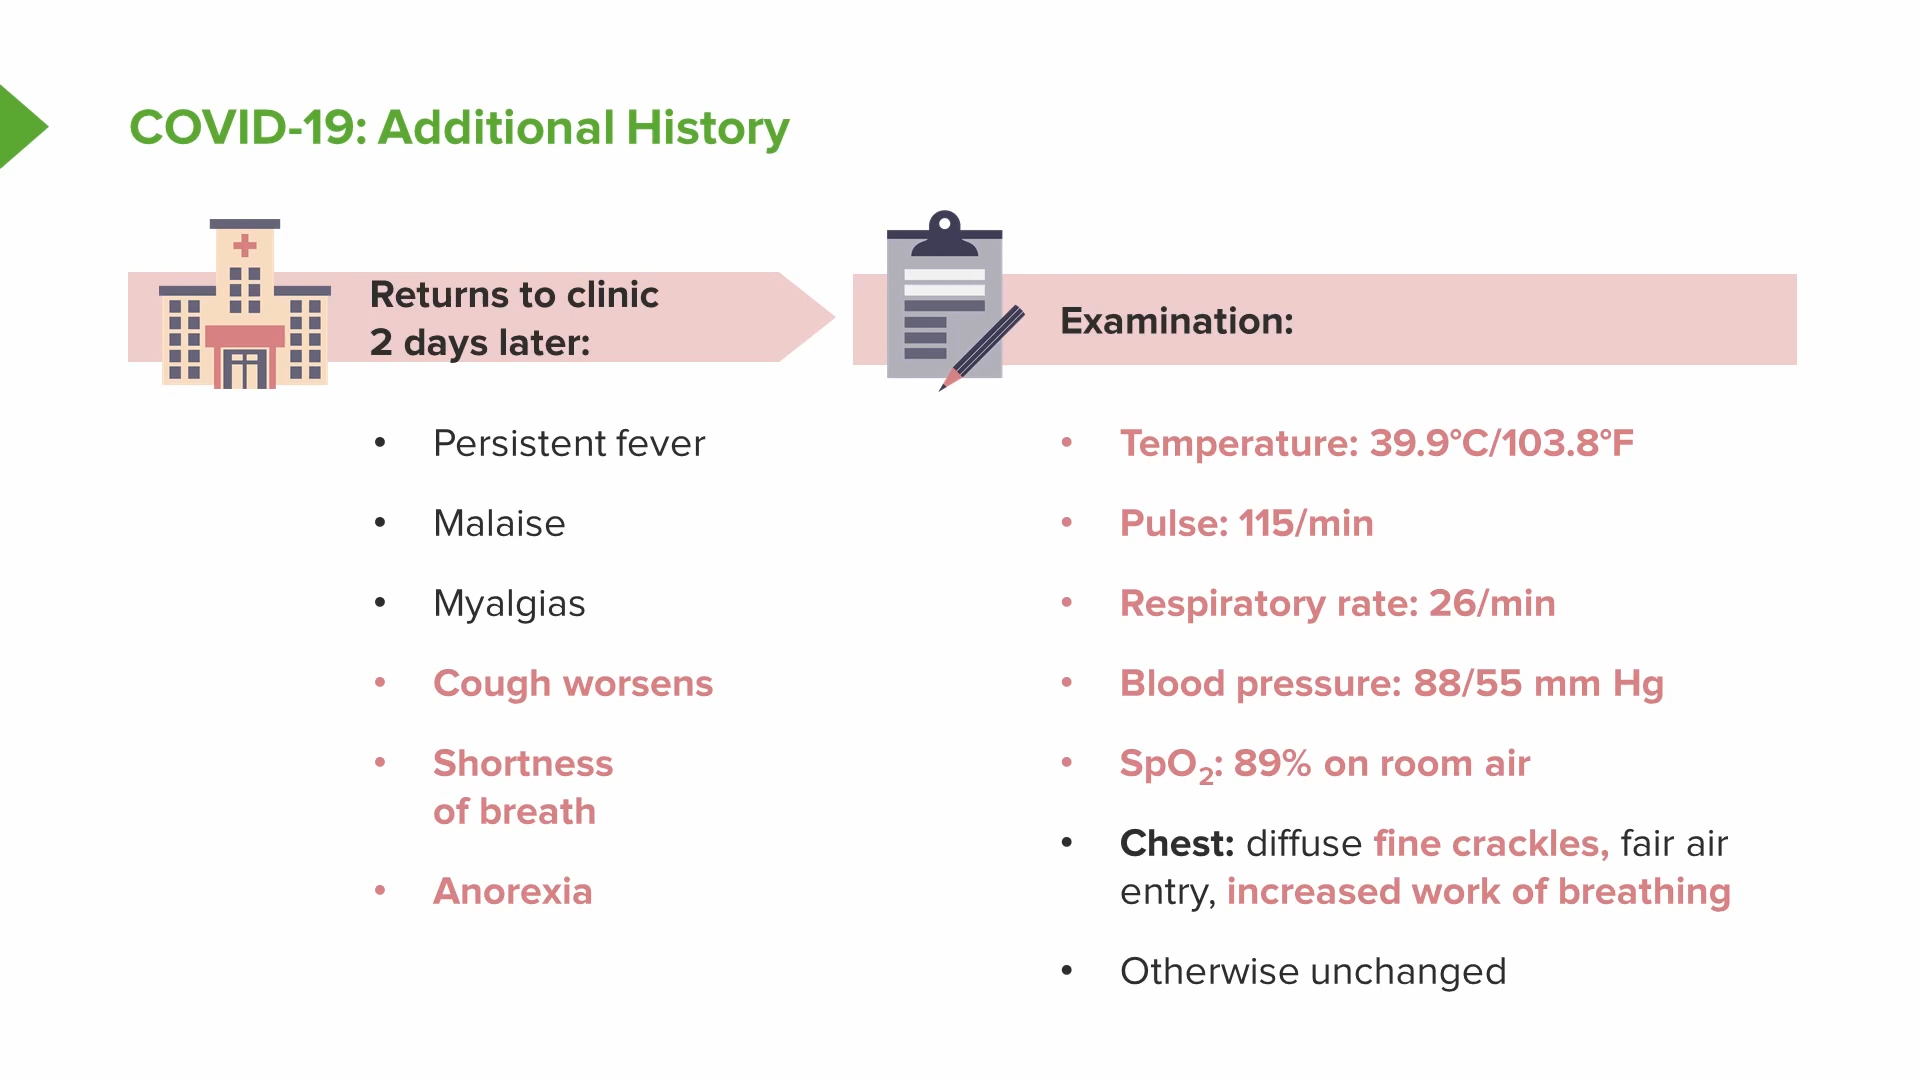 COVID-19: Additional History
Returns to clinic
2 days later:
• Persistent fever
• Malaise
• Myalgias
• Cough worsens
• Shortness
of breath
• Anorexia
Examination:
• Temperature: 39.9°C/103.8°F
• Pulse: 115/min
• Respiratory rate: 26/min
• Blood pressure: 88/55 mm Hg
• SpO₂: 89% on room air
• Chest: diffuse fine crackles, fair air
entry, increased work of breathing
• Otherwise unchanged